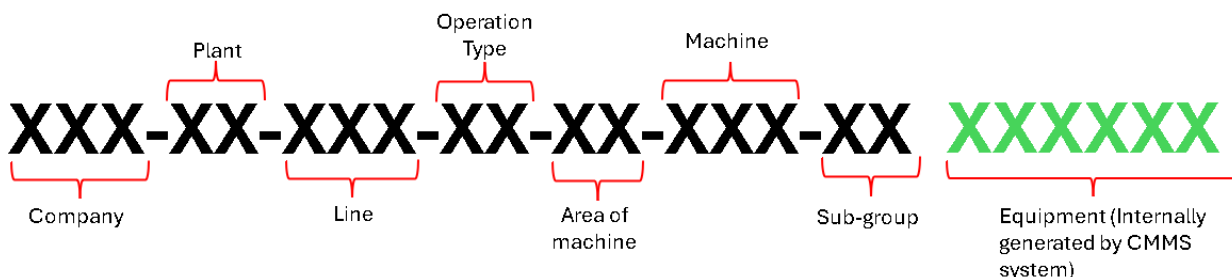 Operation
Type
Plant
Machine
XXX-XX-XXX-XX-XX-XXX-XX XXXXXX
Company
Line
Area of
machine
Sub-group
Equipment (Internally
generated by CMMS
system)